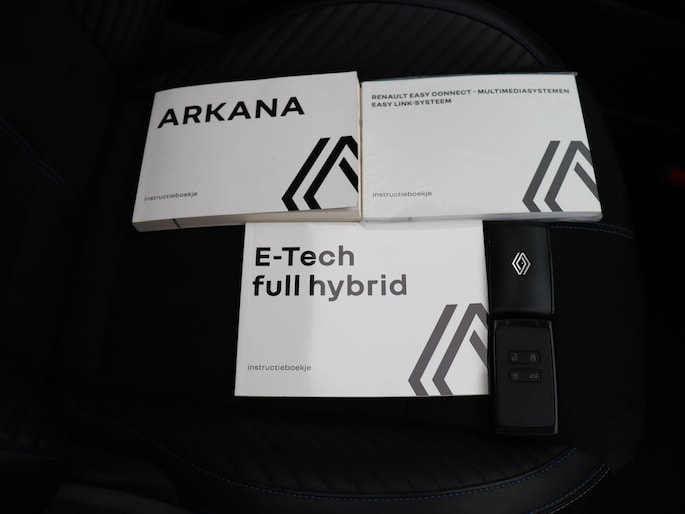 ARKANA
instructieboekje
RENAULT EASY CONNECT - MULTIMEDIASYSTEMEN
EASY LINK-SYSTEEM
instructieboekje
E-Tech
full hybrid
instructieboekje